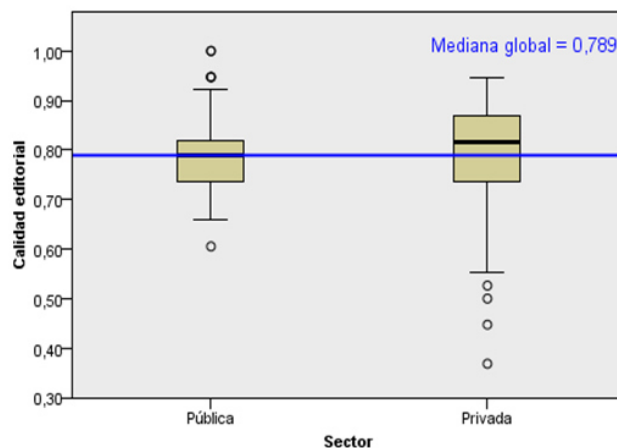 Mediana global = 0,789
Calidad editorial
1,00
0,90
0,80
0,70
0,60
0,50
0,40
0,30
Pública
Privada
Sector